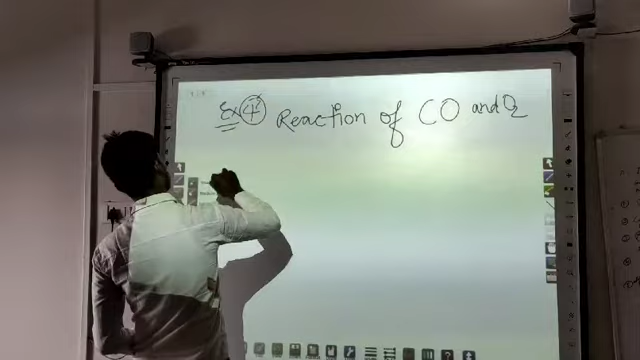 Ex ④ Reaction of CO and O₂